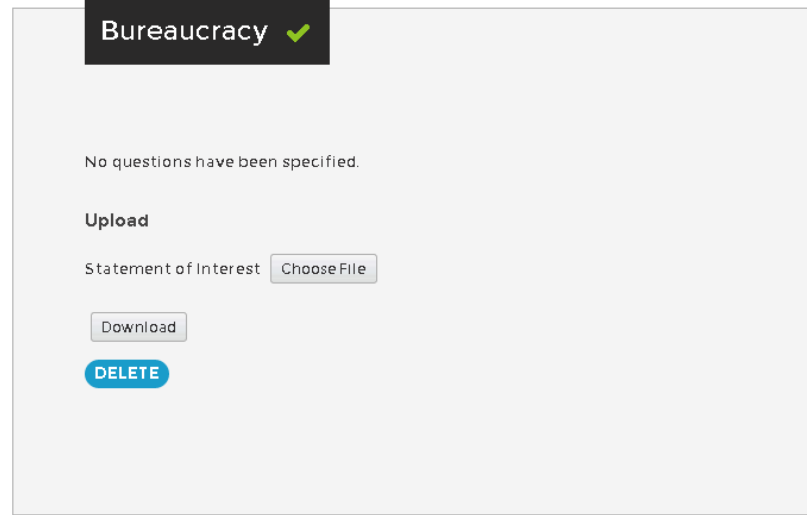 Bureaucracy
No questions have been specified.
Upload
Statement of Interest Choose File
Download
DELETE